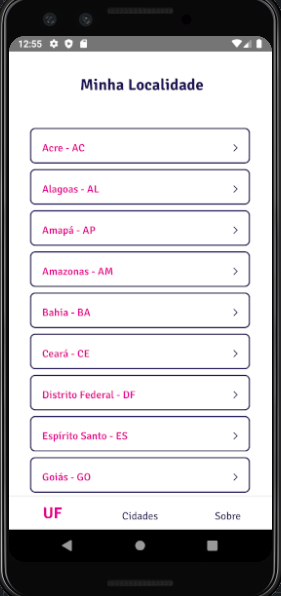 12:55
Minha Localidade
Acre - AC
Alagoas - AL
Amapá - AP
Amazonas - AM
Bahia - BA
Ceará - CE
Distrito Federal - DF
Espírito Santo - ES
Goiás - GO
UF Cidades Sobre